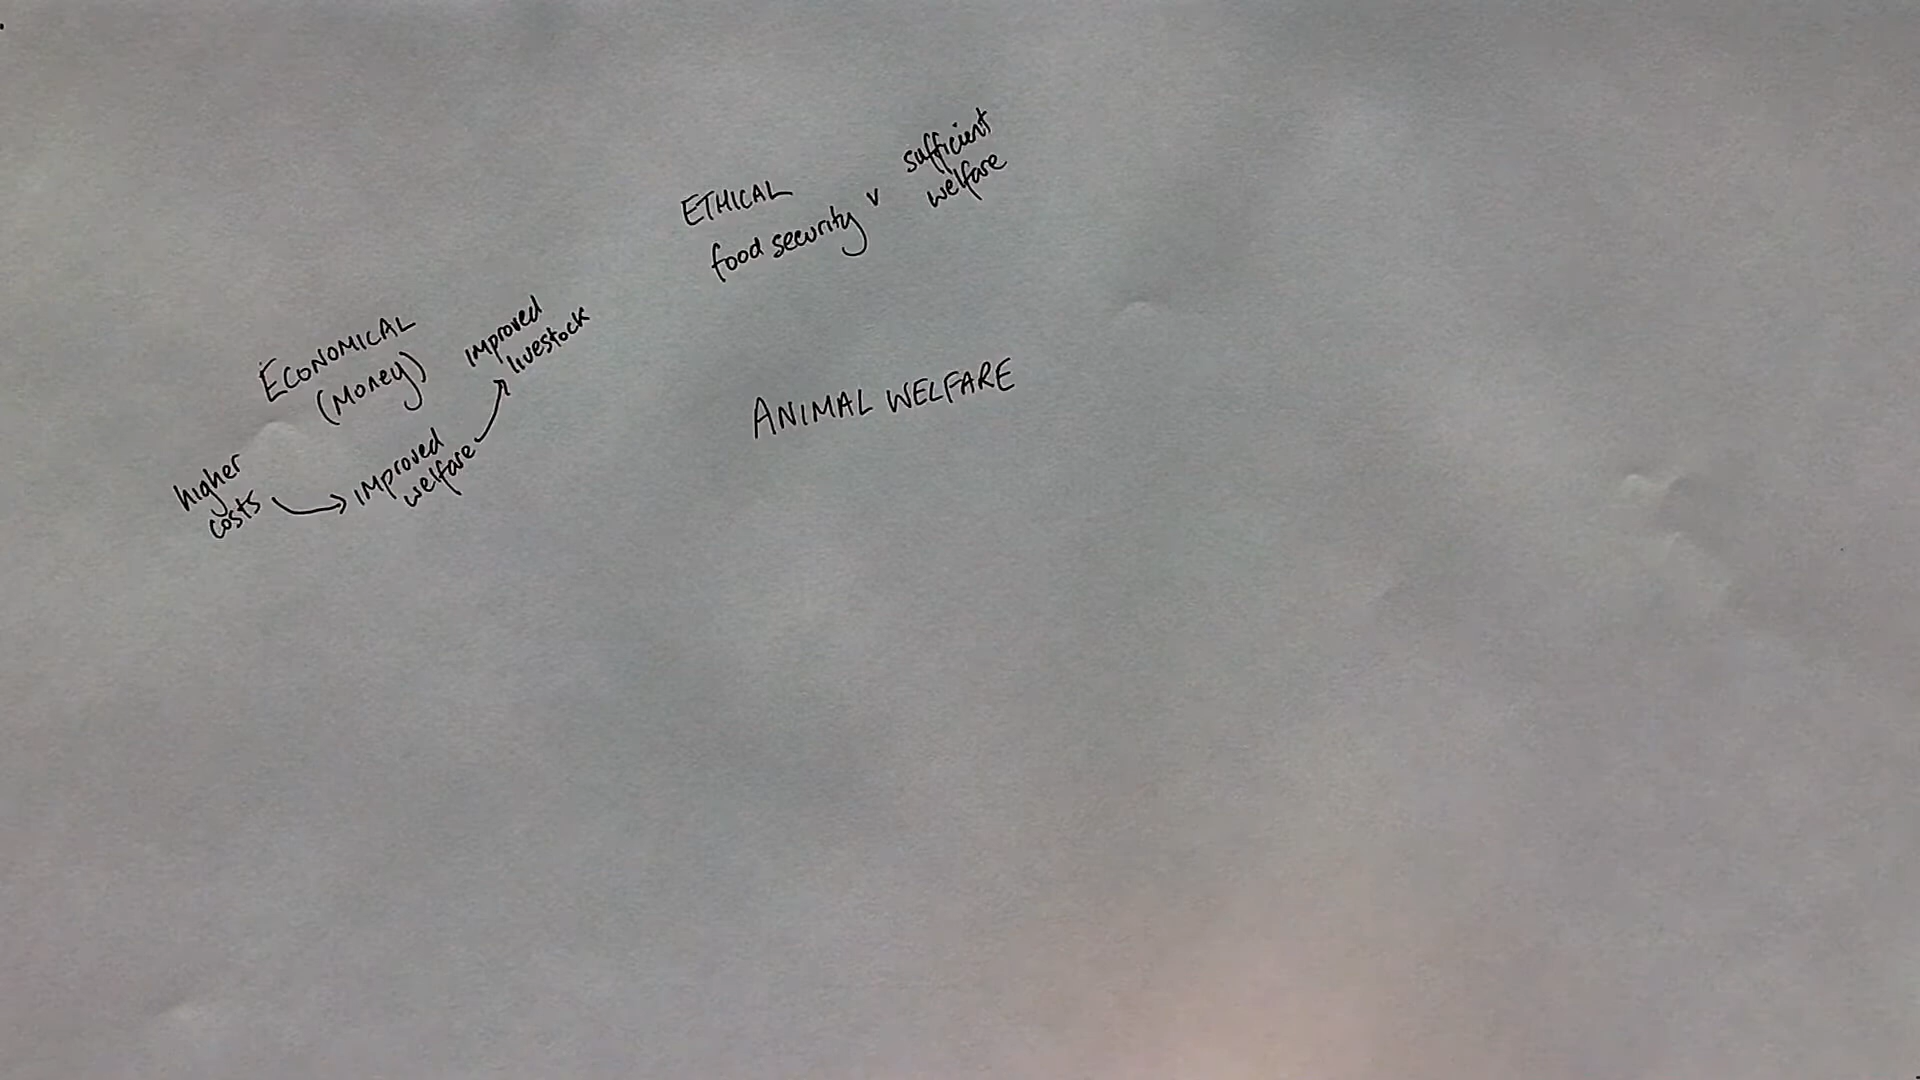 ETHICAL
food security v sufficient
welfare
ECONOMICAL
(Money)
higher
costs
improved
welfare
improved
livestock
ANIMAL WELFARE